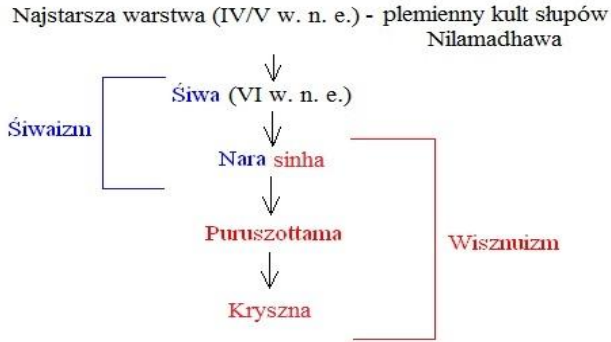 Najstarsza warstwa (IV/V w. n. e.) - plemienny kult słupów
Nilamadhawa
Śiwa (VI w. n. e.)
Śiwaizm
Nara sinha
Puruszottama
Wisznuizm
Kryszna